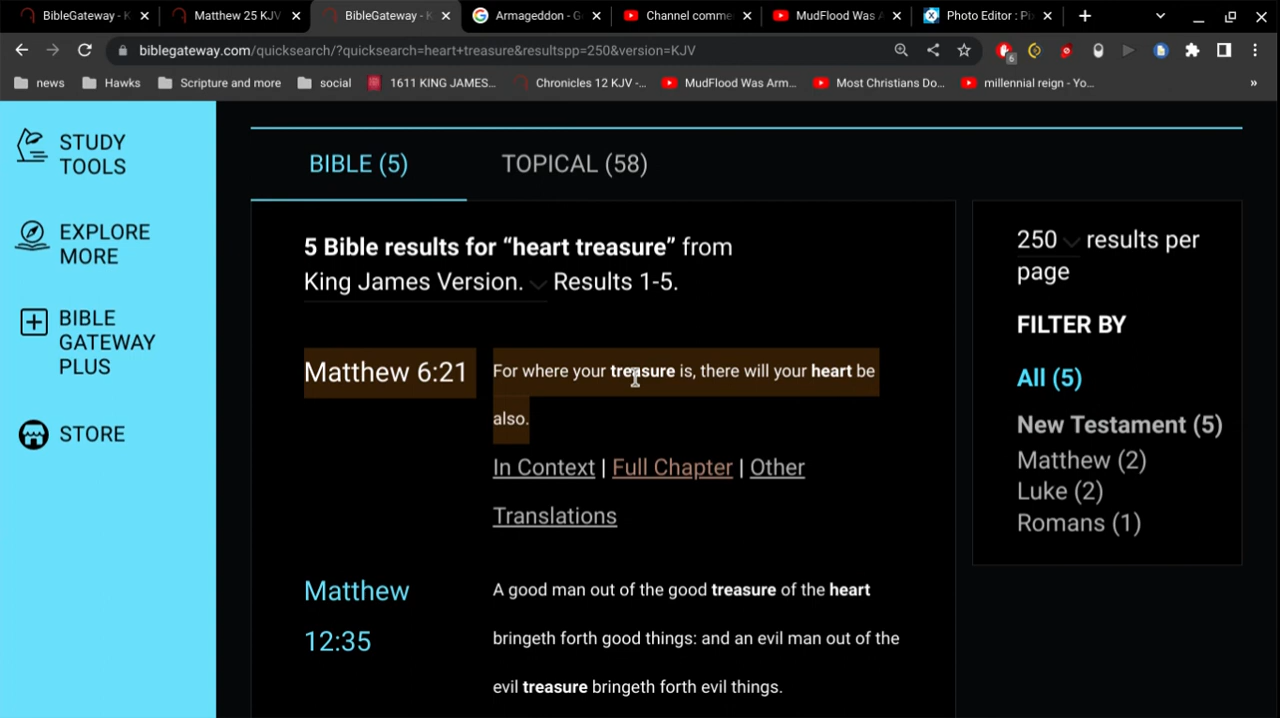 BibleGateway - K
Matthew 25 KJV
BibleGateway - K
Armageddon - G
Channel comme
MudFlood Was A
Photo Editor : Pi
biblegateway.com/quicksearch/?quicksearch=heart+treasure&resultspp=250&version=KJV
6
news
Hawks
Scripture and more
social
1611 KING JAMES...
Chronicles 12 KJV -...
MudFlood Was Arm...
Most Christians Do...
millennial reign - Yo...
»
STUDY
TOOLS
EXPLORE
MORE
BIBLE
GATEWAY
PLUS
STORE
BIBLE (5)
TOPICAL (58)
5 Bible results for “heart treasure” from
King James Version. Results 1-5.
Matthew 6:21
For where your treasure is, there will your heart be
also.
In Context | Full Chapter | Other
Translations
Matthew
12:35
A good man out of the good treasure of the heart
bringeth forth good things: and an evil man out of the
evil treasure bringeth forth evil things.
250 results per
page
FILTER BY
All (5)
New Testament (5)
Matthew (2)
Luke (2)
Romans (1)